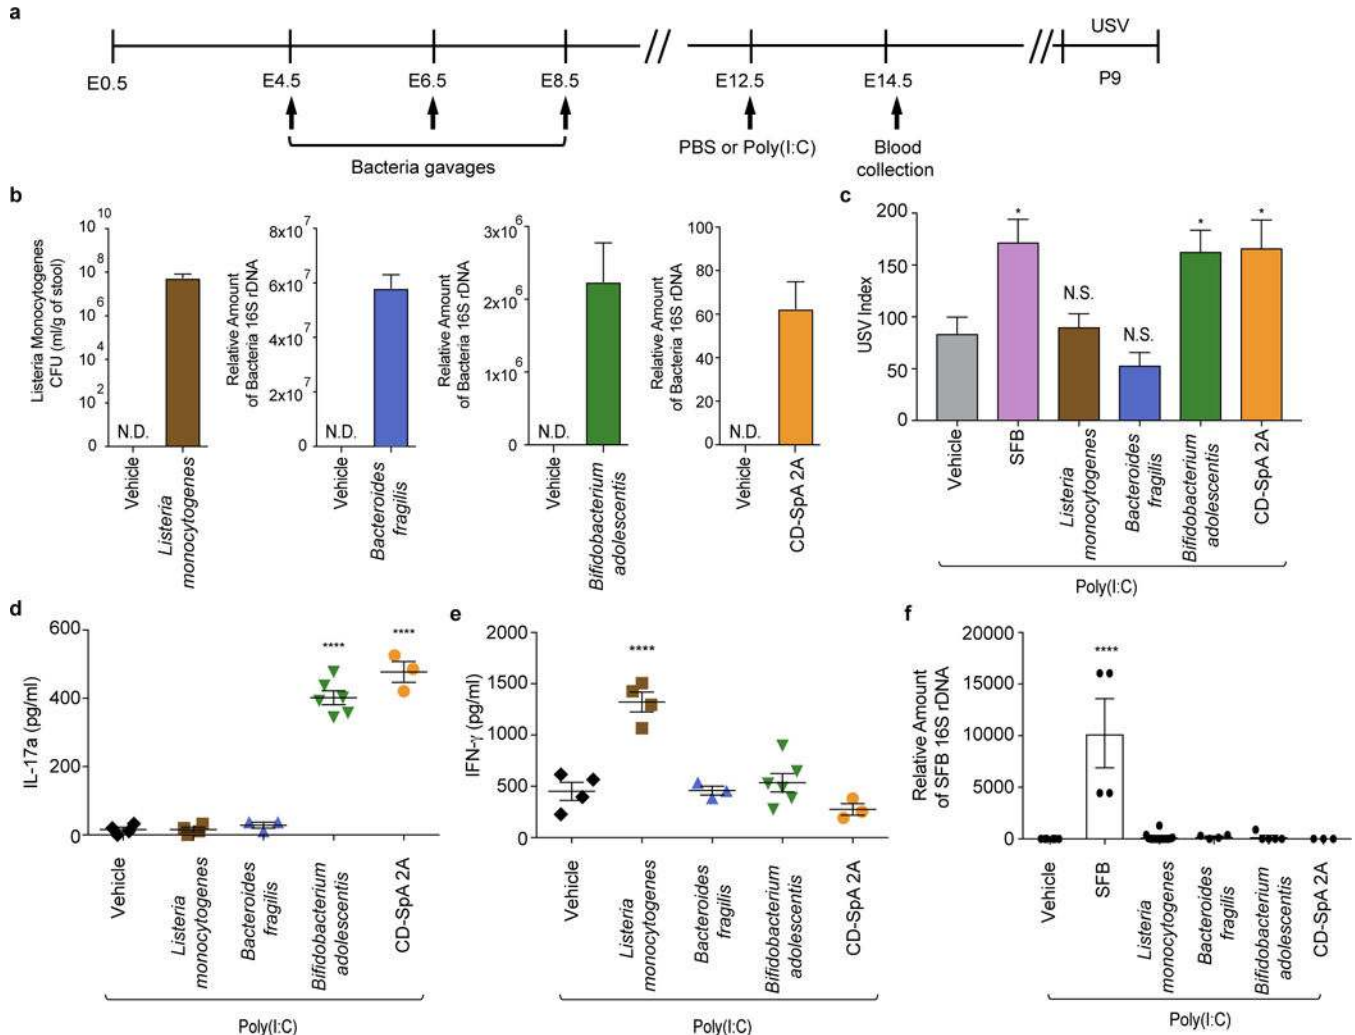 a
USV
E0.5
E4.5
E6.5
E8.5
E12.5
E14.5
P9
Bacteria gavages
PBS or Poly(I:C)
Blood
collection
b
Listeria Monocytogenes
CFU (ml/g of stool)
10^10
10^8
10^6
10^4
10^2
0
N.D.
Vehicle
Listeria
monocytogenes
Relative Amount
of Bacteria 16S rDNA
8x10^7
6x10^7
4x10^7
2x10^7
0
N.D.
Vehicle
Bacteroides
fragilis
Relative Amount
of Bacteria 16S rDNA
3x10^6
2x10^6
1x10^6
0
N.D.
Vehicle
Bifidobacterium
adolescentis
Relative Amount
of Bacteria 16S rDNA
100
80
60
40
20
0
N.D.
Vehicle
CD-SpA 2A
c
USV Index
200
150
100
50
0
*
N.S.
N.S.
*
*
Vehicle
SFB
Listeria
monocytogenes
Bacteroides
fragilis
Bifidobacterium
adolescentis
CD-SpA 2A
Poly(I:C)
d
IL-17a (pg/ml)
600
400
200
0
****
****
Vehicle
Listeria
monocytogenes
Bacteroides
fragilis
Bifidobacterium
adolescentis
CD-SpA 2A
Poly(I:C)
e
IFN-γ (pg/ml)
2000
1500
1000
500
0
****
Vehicle
Listeria
monocytogenes
Bacteroides
fragilis
Bifidobacterium
adolescentis
CD-SpA 2A
Poly(I:C)
f
Relative Amount
of SFB 16S rDNA
20000
15000
10000
5000
0
****
Vehicle
SFB
Listeria
monocytogenes
Bacteroides
fragilis
Bifidobacterium
adolescentis
CD-SpA 2A
Poly(I:C)